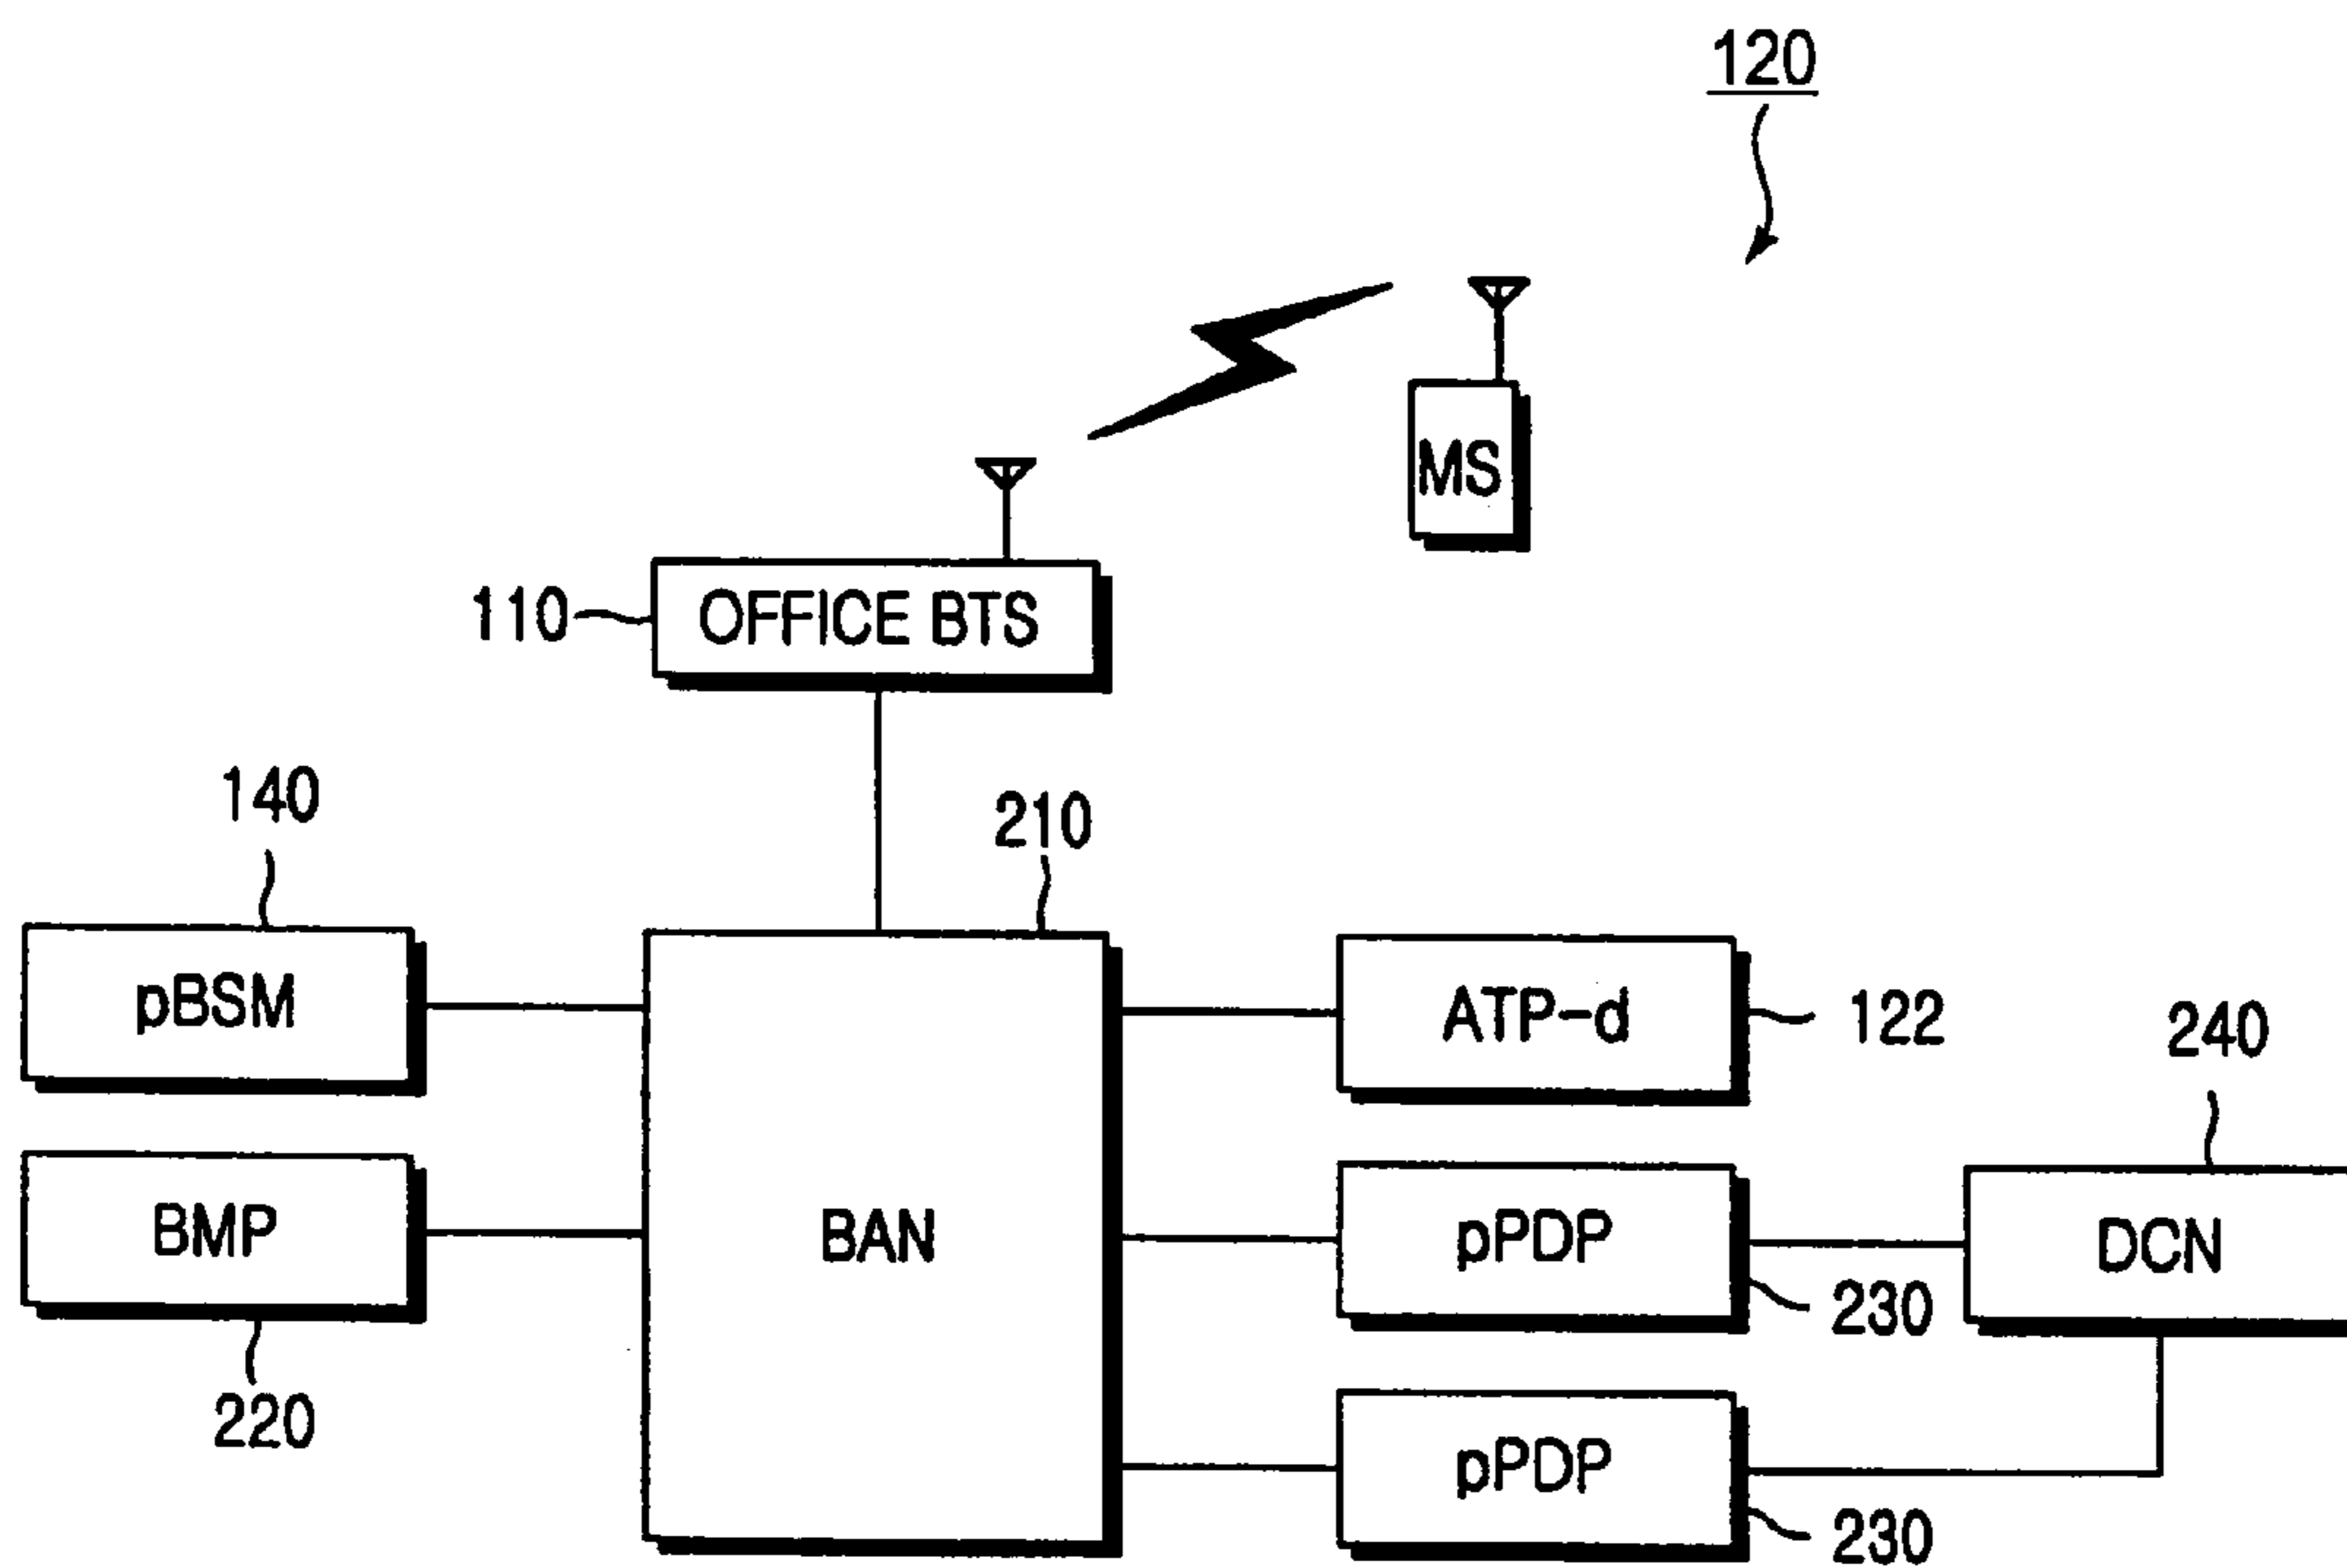 120
MS
110
OFFICE BTS
140
210
pBSM
ATP-d
122
240
BMP
BAN
pPDP
DCN
230
220
pPDP
230